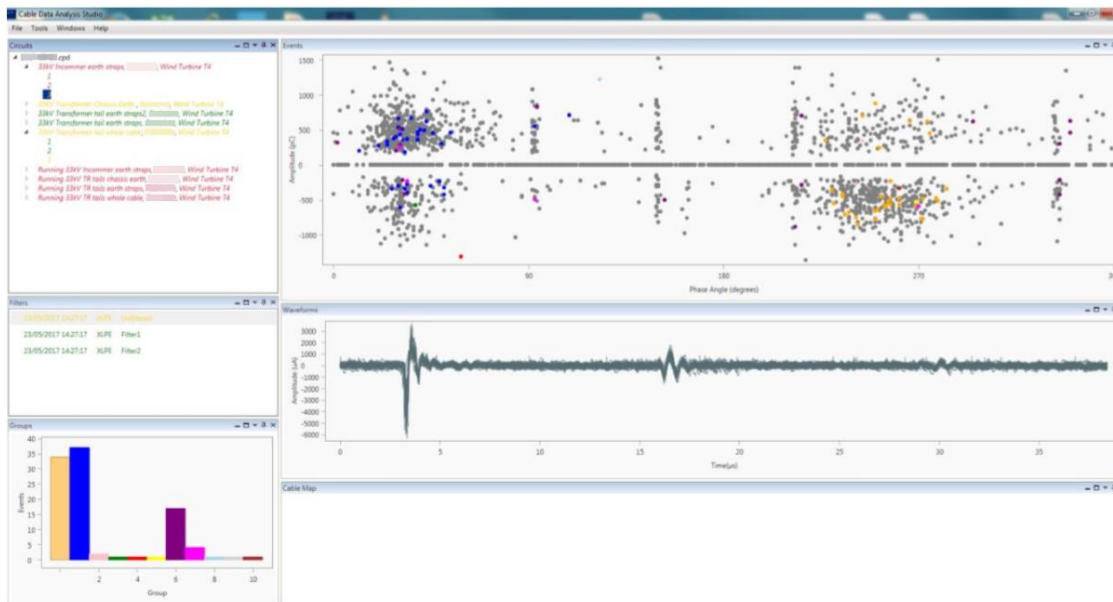 Cable Data Analysis Studio
File Tools Windows Help
Circuits
.cpd
33kV Incommer earth straps, , Wind Turbine T4
1
2
33kV Transformer Chassis Earth , , Wind Turbine T4
33kV Transformer tail earth straps2, , Wind Turbine T4
33kV Transformer tail earth straps, , Wind Turbine T4
33kV Transformer tail whole cable, , Wind Turbine T4
1
2
3
Running 33kV Incommer earth straps, , Wind Turbine T4
Running 33kV TR tails chassis earth, , Wind Turbine T4
Running 33kV TR tails earth straps, , Wind Turbine T4
Running 33kV TR tails whole cable, , Wind Turbine T4
Filters
23/05/2017 14:27:17 XLPE Unfiltered
23/05/2017 14:27:17 XLPE Filter1
23/05/2017 14:27:17 XLPE Filter2
Groups
40
35
30
25
20
15
10
5
0
Events
2 4 6 8 10
Group
Events
1500
1000
500
0
-500
-1000
Amplitude (pC)
0 90 180 270
Phase Angle (degrees)
Waveforms
3000
2000
1000
0
-1000
-2000
-3000
-4000
-5000
-6000
Amplitude (uA)
0 5 10 15 20 25 30 35
Time(μs)
Cable Map